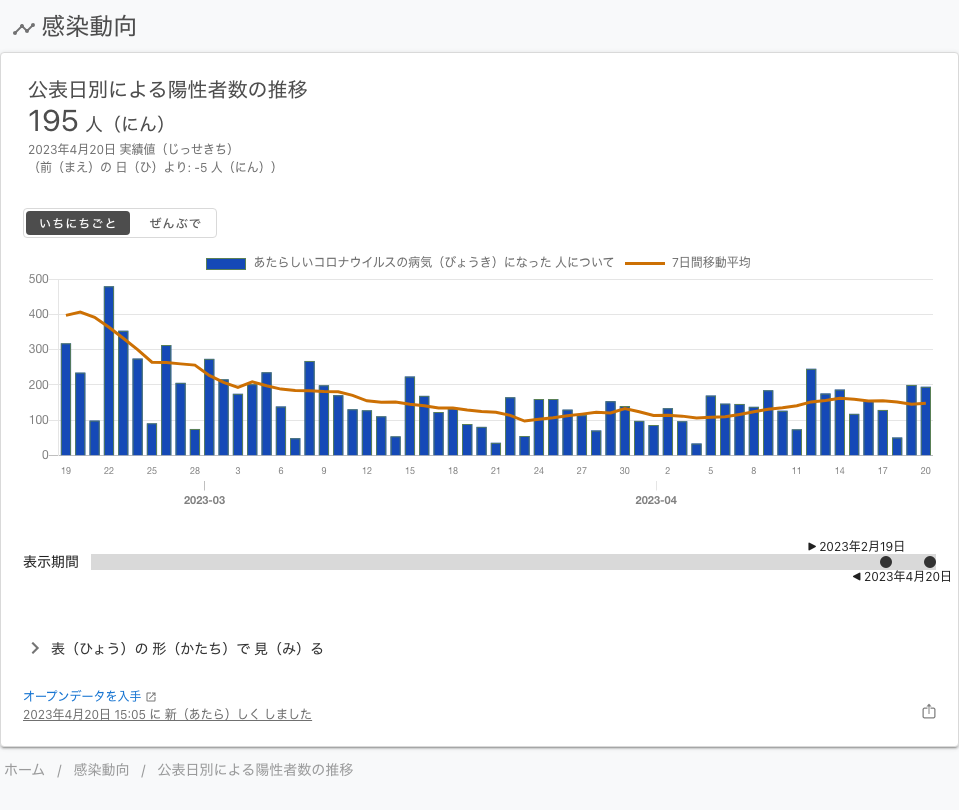 感染動向
公表日別による陽性者数の推移
195 人（にん）
2023年4月20日 実績値（じっせきち）
（前（まえ）の 日（ひ）より: -5 人（にん））
いちにちごと ぜんぶで
あたらしいコロナウイルスの病気（びょうき）になった 人について 7日間移動平均
500
400
300
200
100
0
19 22 25 28 3 6 9 12 15 18 21 24 27 30 2 5 8 11 14 17 20
2023-03 2023-04
2023年2月19日
表示期間
2023年4月20日
表（ひょう）の 形（かたち）で 見（み）る
オープンデータを入手
2023年4月20日 15:05 に 新（あたら）しく しました
ホーム / 感染動向 / 公表日別による陽性者数の推移